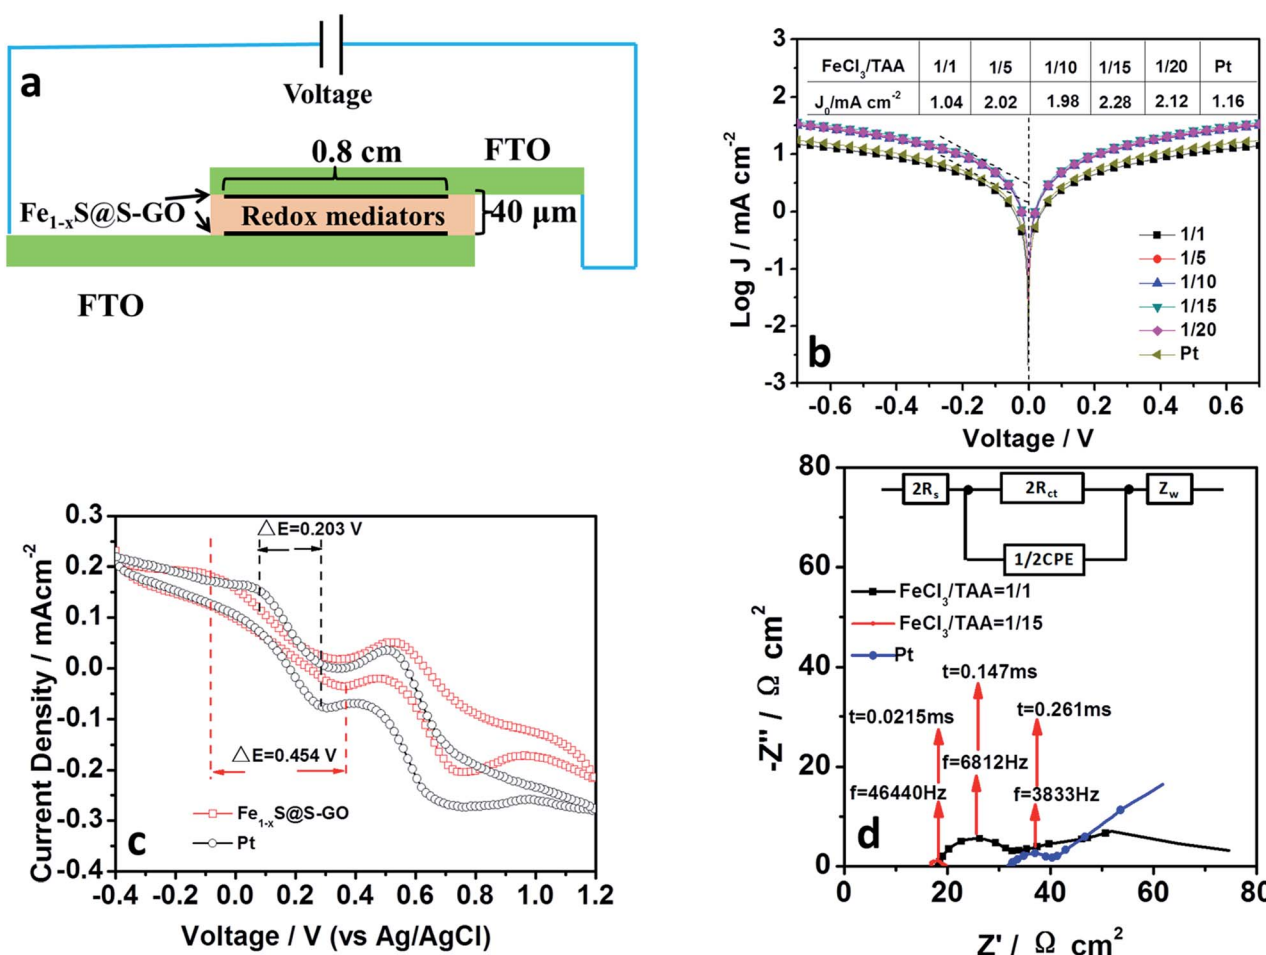 a
Voltage
0.8 cm
FTO
Fe1-xS@S-GO
Redox mediators
40 µm
FTO
FeCl3/TAA 1/1 1/5 1/10 1/15 1/20 Pt
J0/mA cm-2 1.04 2.02 1.98 2.28 2.12 1.16
Log J / mA cm-2
3
2
1
0
-1
-2
-3
1/1
1/5
1/10
1/15
1/20
Pt
b
-0.6 -0.4 -0.2 0.0 0.2 0.4 0.6
Voltage / V
Current Density / mAcm-2
0.3
0.2
0.1
0.0
-0.1
-0.2
-0.3
-0.4
△E=0.203 V
△E=0.454 V
Fe1-xS@S-GO
Pt
c
-0.4 -0.2 0.0 0.2 0.4 0.6 0.8 1.0 1.2
Voltage / V (vs Ag/AgCl)
-Z'' / Ω cm2
80
60
40
20
0
2Rs 2Rct Zw
1/2CPE
FeCl3/TAA=1/1
FeCl3/TAA=1/15
Pt
t=0.147ms
t=0.0215ms
t=0.261ms
f=6812Hz
f=46440Hz
f=3833Hz
d
0 20 40 60 80
Z' / Ω cm2